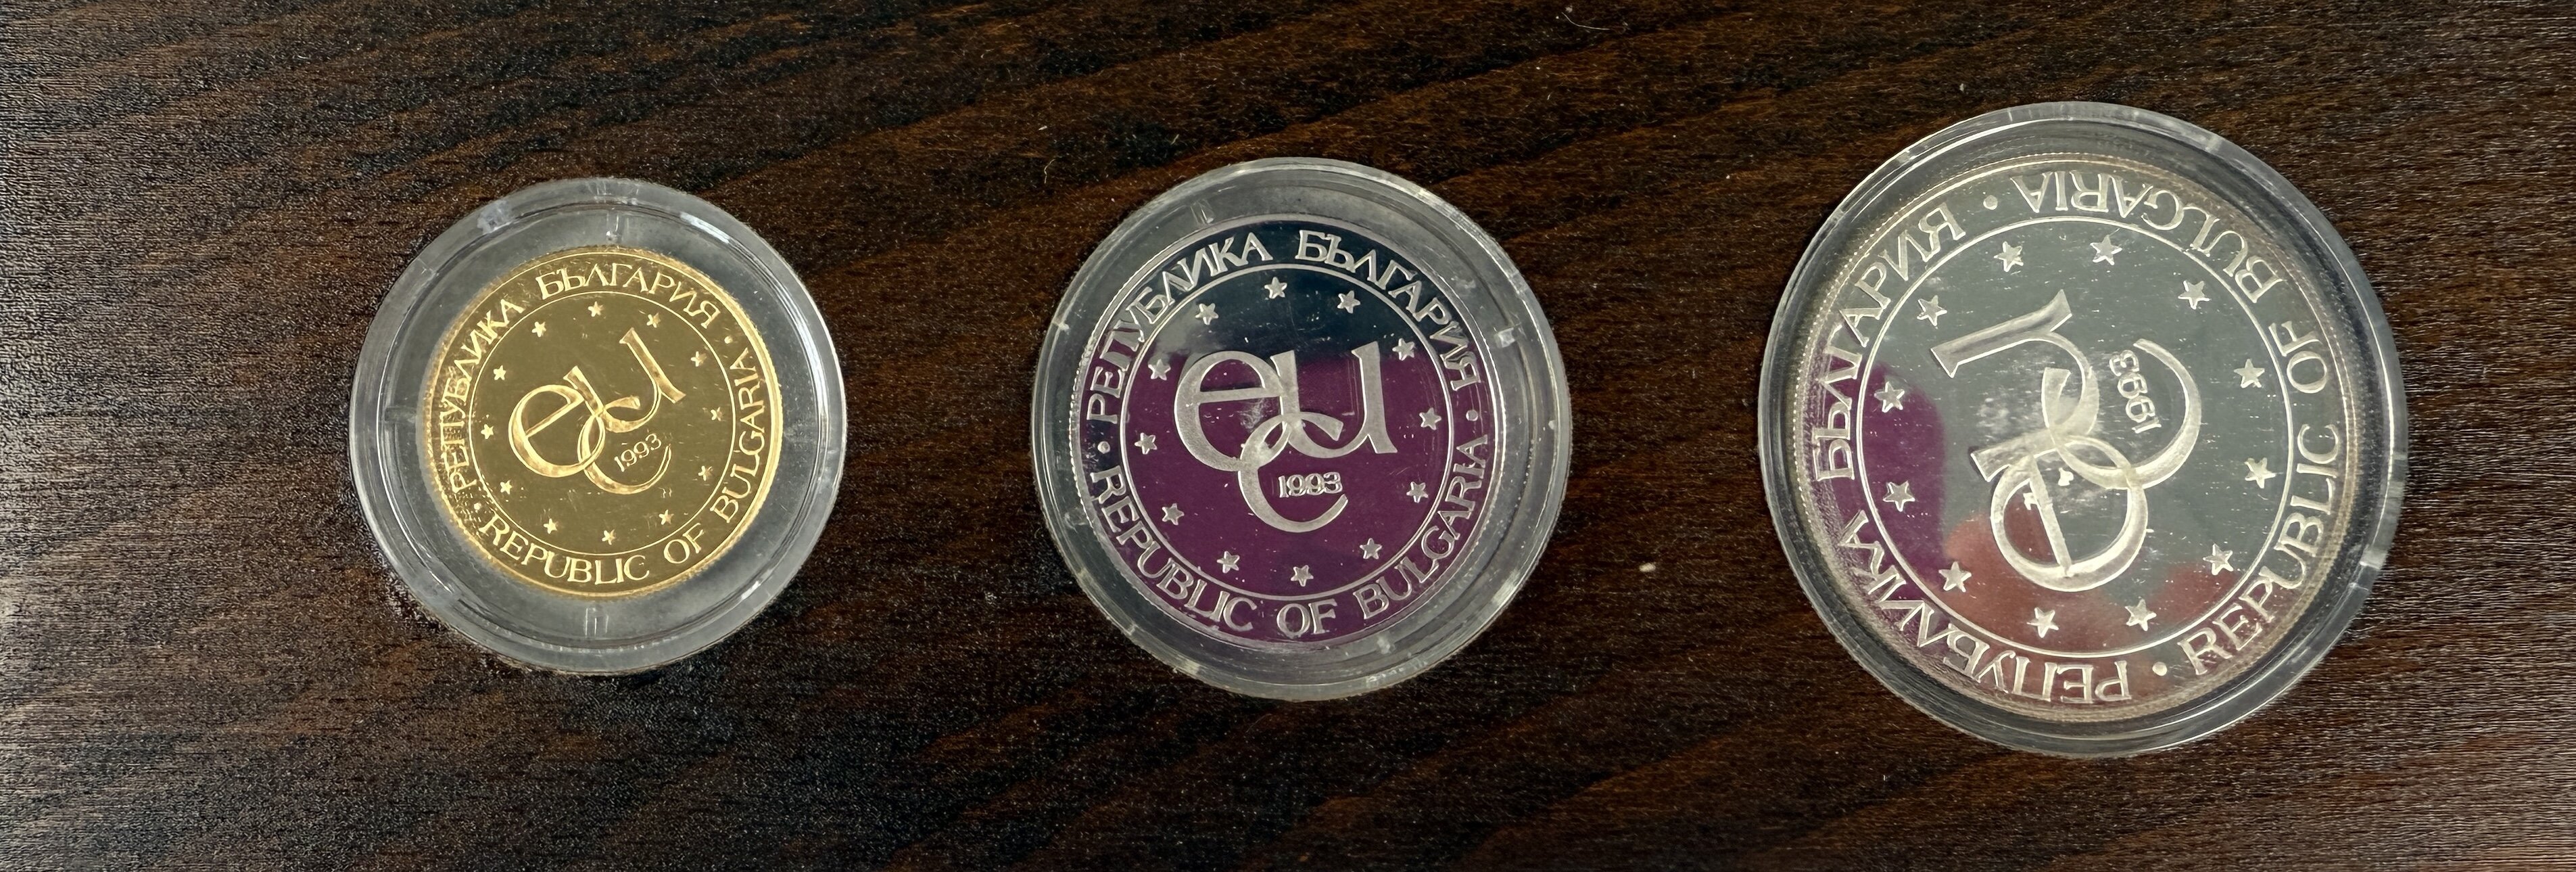 РЕПУБЛИКА БЪЛГАРИЯ • REPUBLIC OF BULGARIA •
ecu
1993
• РЕПУБЛИКА БЪЛГАРИЯ • REPUBLIC OF BULGARIA
ecu
1993
РЕПУБЛИКА БЪЛГАРИЯ • REPUBLIC OF BULGARIA •
ecu
1993